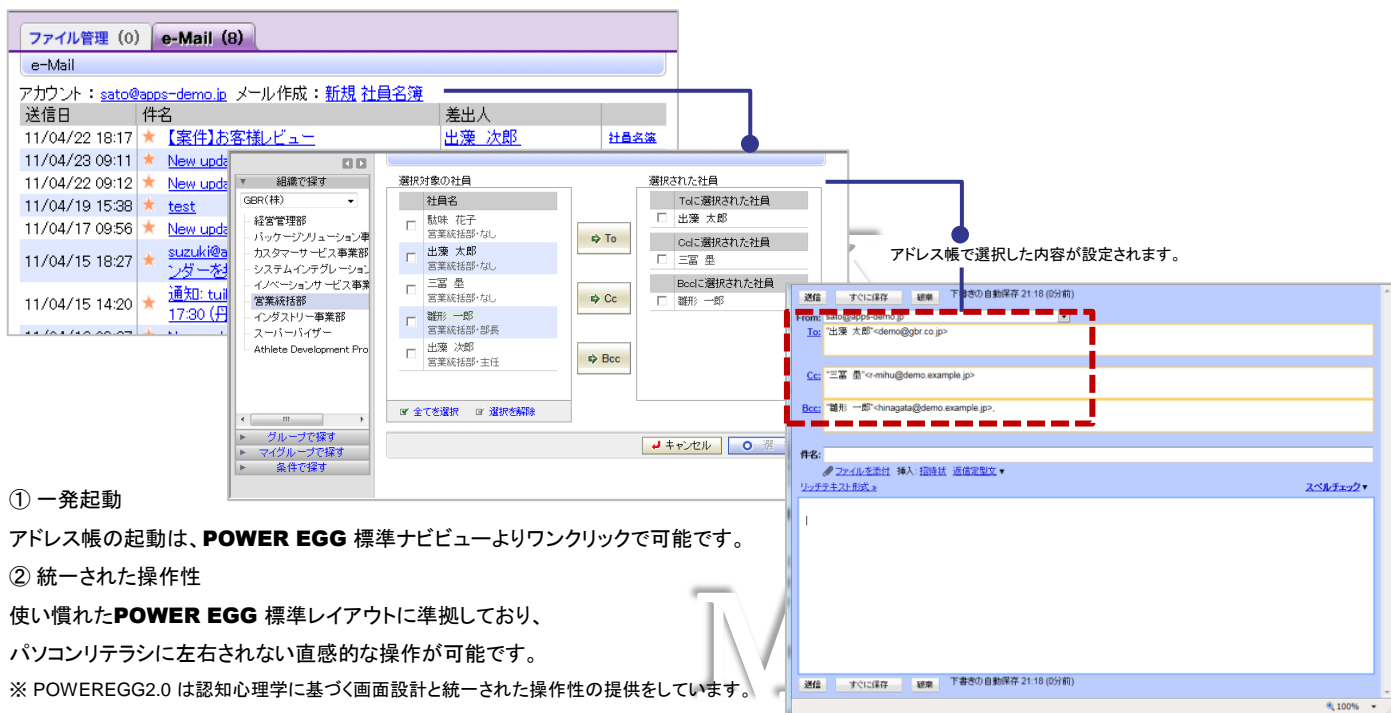 ファイル管理 (0) e-Mail (8)
e-Mail
アカウント：sato@apps-demo.jp メール作成：新規 社員名簿
送信日 件名 差出人
11/04/22 18:17 ★ 【案件】お客様レビュー 出藻 次郎 社員名簿
11/04/23 09:11 ★ New upda
11/04/22 09:12 ★ New upda
11/04/19 15:38 ★ test
11/04/17 09:56 ★ New upda
11/04/15 18:27 ★ suzuki@a
ンダーを
11/04/15 14:20 ★ 通知: tuil
17:30 (丹
組織で探す
GBR(株)
経営管理部
パッケージソリューション事
カスタマーサービス事業部
システムインテグレーション
イノベーションサービス事業
営業統括部
インダストリー事業部
スーパーバイザー
Athlete Development Pro
グループで探す
マイグループで探す
条件で探す
選択対象の社員
社員名
駄味 花子
営業統括部・なし
出藻 太郎
営業統括部・なし
三冨 塁
営業統括部・なし
雛形 一郎
営業統括部・部長
出藻 次郎
営業統括部・主任
全てを選択 選択を解除
To
Cc
Bcc
選択された社員
Toに選択された社員
出藻 太郎
Ccに選択された社員
三冨 塁
Bccに選択された社員
雛形 一郎
キャンセル 選
アドレス帳で選択した内容が設定されます。
送信 すぐに保存 破棄 下書きの自動保存 21:18 (0分前)
From: sato@apps-demo.jp
To: "出藻 太郎"<demo@gbr.co.jp>
Cc: "三冨 塁"<r-mihu@demo.example.jp>
Bcc: "雛形 一郎"<hinagata@demo.example.jp>,
件名:
ファイルを添付 挿入: 招待状 返信定型文 ▼
リッチテキスト形式 » スペルチェック ▼
送信 すぐに保存 破棄 下書きの自動保存 21:18 (0分前)
100%
① 一発起動
アドレス帳の起動は、POWER EGG 標準ナビビューよりワンクリックで可能です。
② 統一された操作性
使い慣れたPOWER EGG 標準レイアウトに準拠しており、
パソコンリテラシに左右されない直感的な操作が可能です。
※ POWEREGG2.0 は認知心理学に基づく画面設計と統一された操作性の提供をしています。